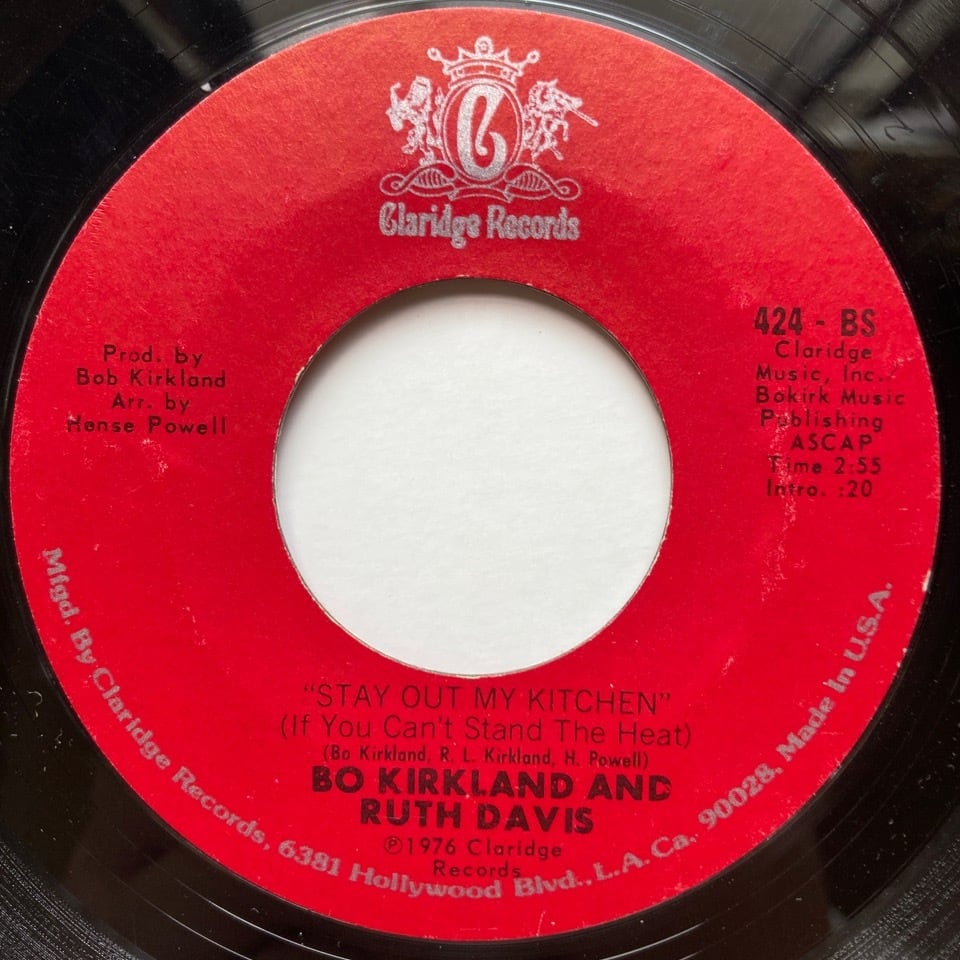 C
Claridge Records
Prod. by
Bob Kirkland
Arr. by
Hense Powell
424 - BS
Claridge
Music, Inc.
Bokirk Music
Publishing
ASCAP
Time 2:55
Intro. :20
"STAY OUT MY KITCHEN"
(If You Can't Stand The Heat)
(Bo Kirkland, R. L. Kirkland, H. Powell)
BO KIRKLAND AND
RUTH DAVIS
℗1976 Claridge
Records
Mfgd. By Claridge Records, 6381 Hollywood Blvd., L.A. Ca. 90028. Made In U.S.A.